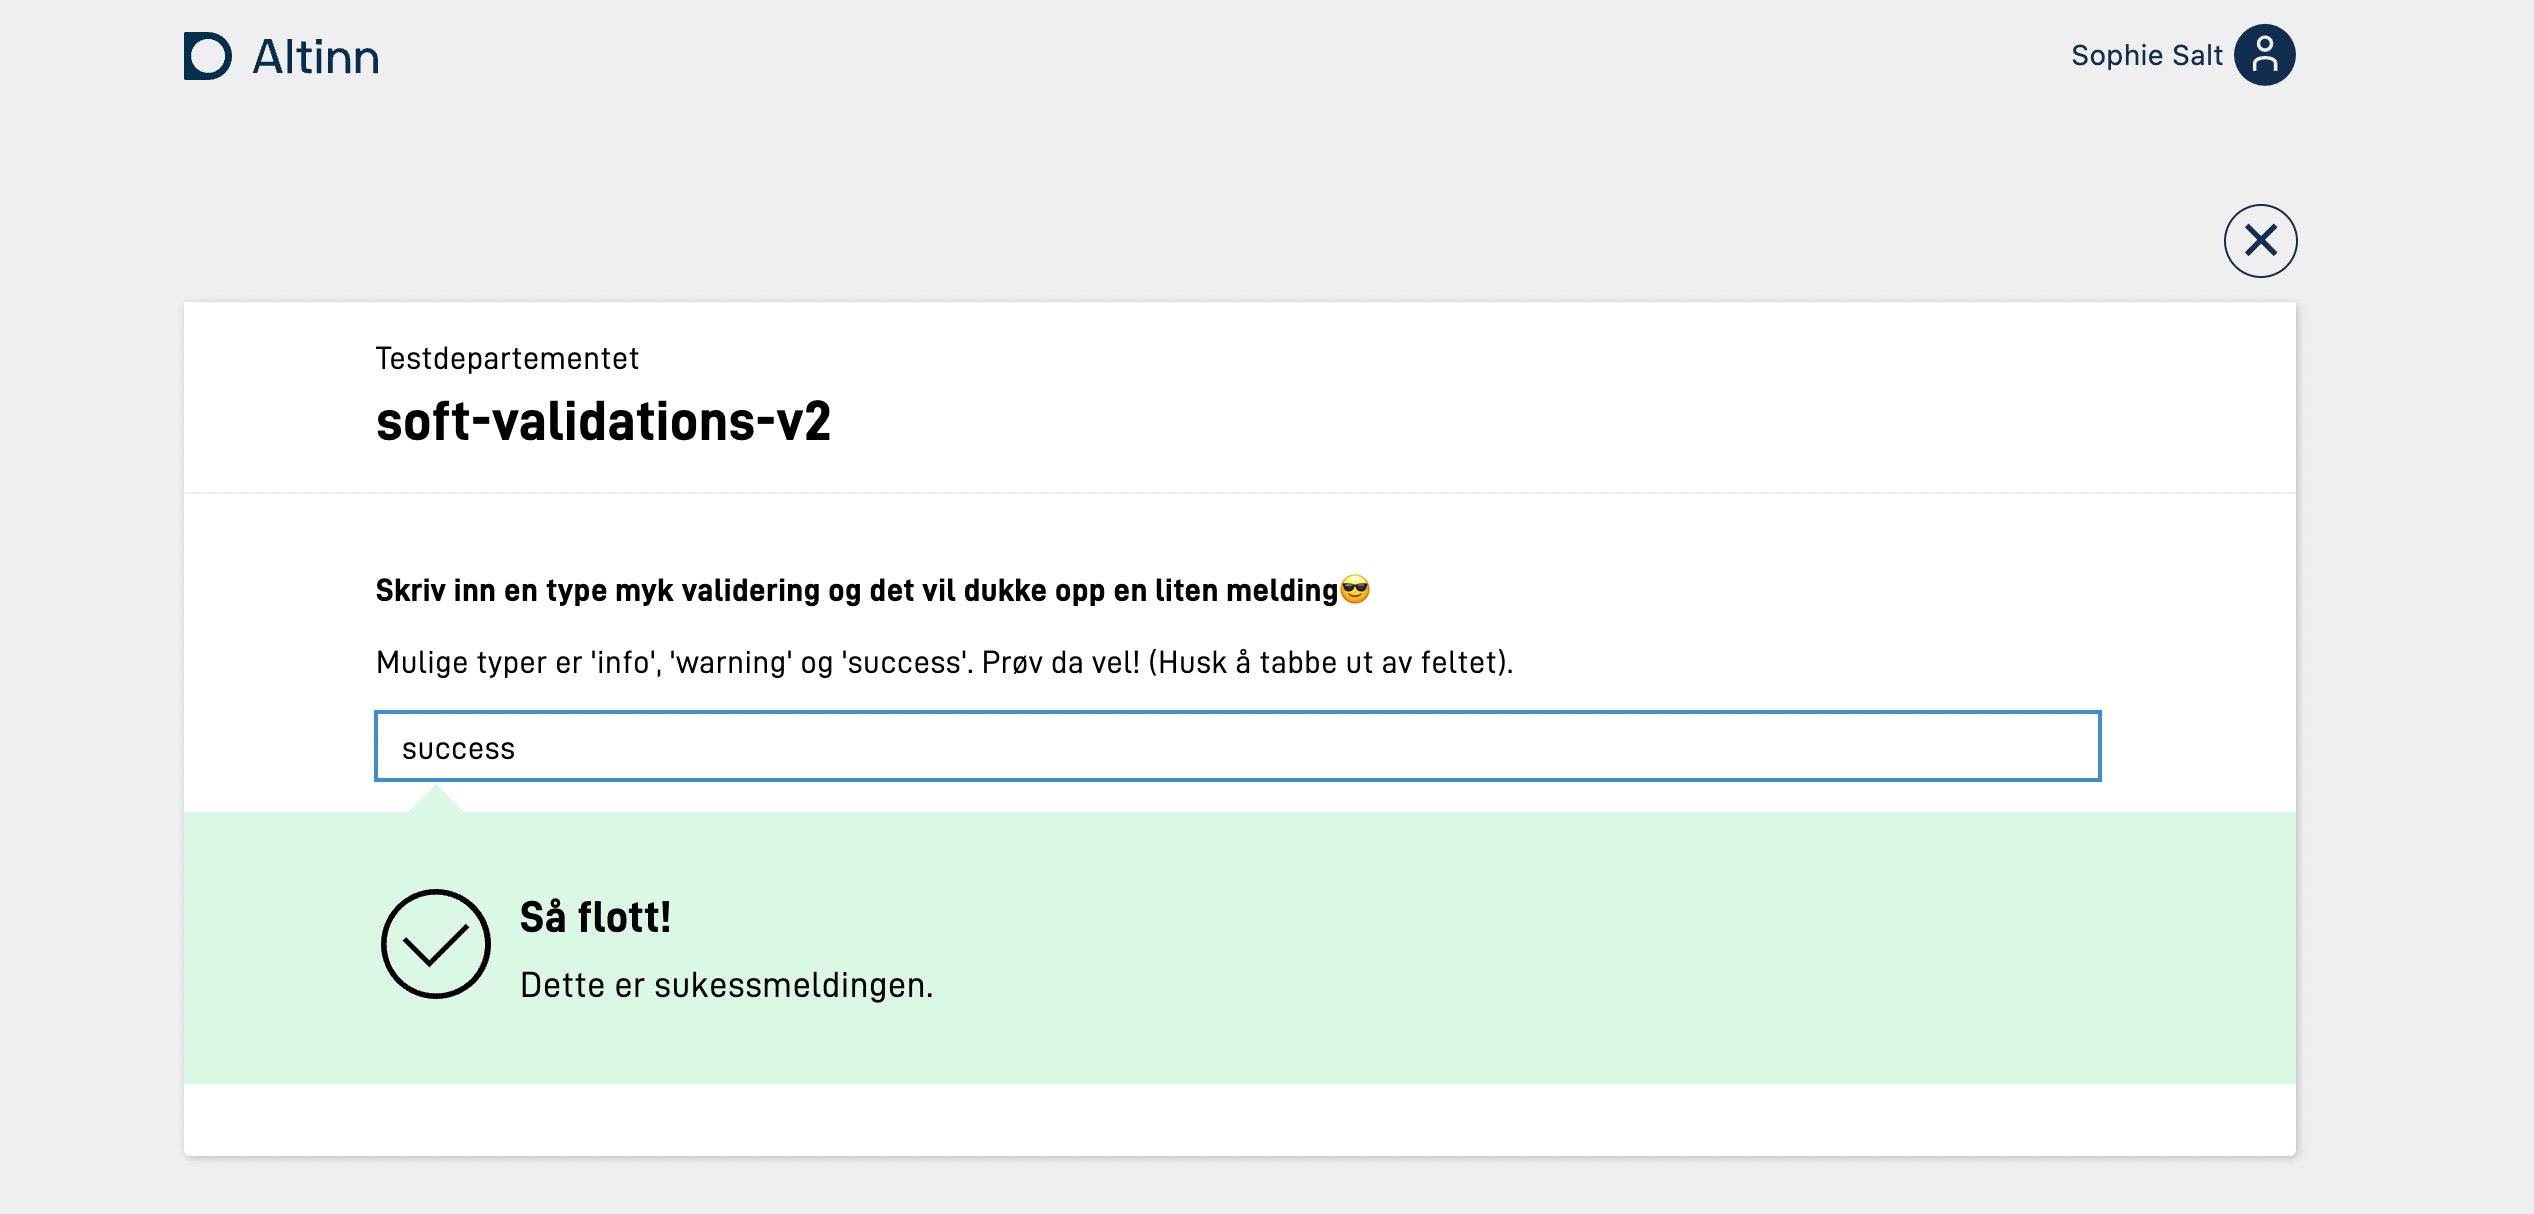 Altinn
Sophie Salt
Testdepartementet
soft-validations-v2
Skriv inn en type myk validering og det vil dukke opp en liten melding😎
Mulige typer er 'info', 'warning' og 'success'. Prøv da vel! (Husk å tabbe ut av feltet).
success
Så flott!
Dette er sukessmeldingen.